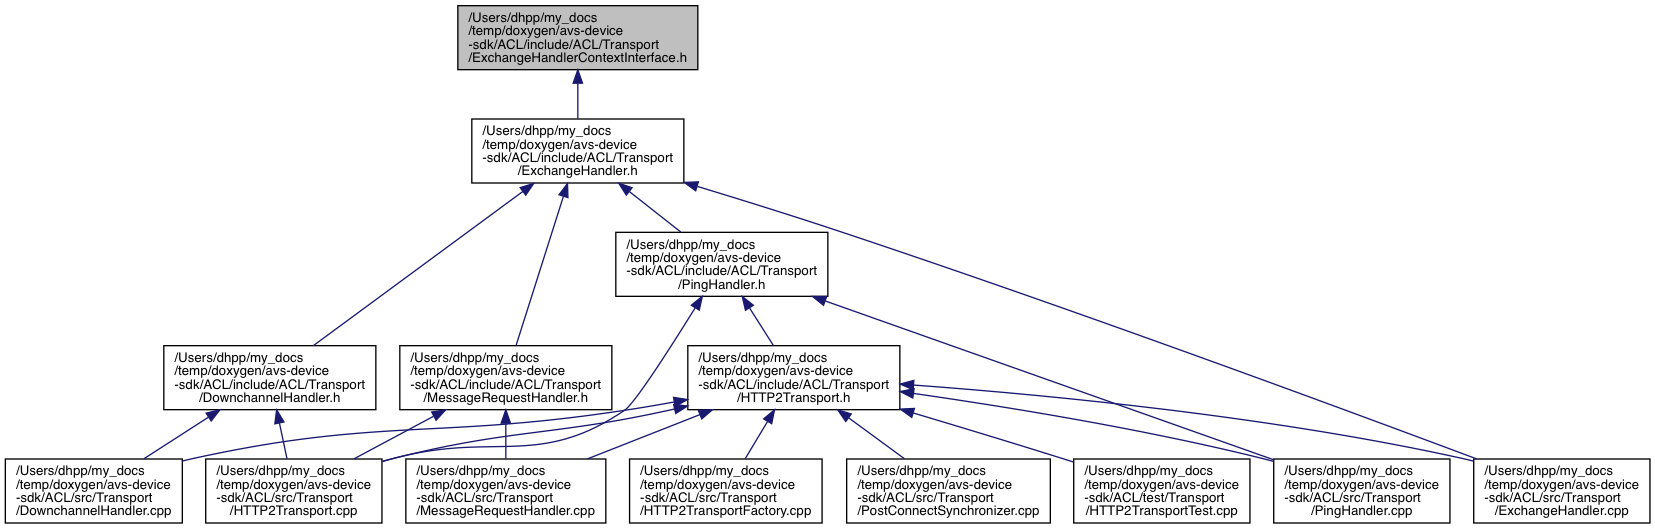 /Users/dhpp/my_docs
/temp/doxygen/avs-device
-sdk/ACL/include/ACL/Transport
/ExchangeHandlerContextInterface.h
/Users/dhpp/my_docs
/temp/doxygen/avs-device
-sdk/ACL/include/ACL/Transport
/ExchangeHandler.h
/Users/dhpp/my_docs
/temp/doxygen/avs-device
-sdk/ACL/include/ACL/Transport
/PingHandler.h
/Users/dhpp/my_docs
/temp/doxygen/avs-device
-sdk/ACL/include/ACL/Transport
/DownchannelHandler.h
/Users/dhpp/my_docs
/temp/doxygen/avs-device
-sdk/ACL/include/ACL/Transport
/MessageRequestHandler.h
/Users/dhpp/my_docs
/temp/doxygen/avs-device
-sdk/ACL/include/ACL/Transport
/HTTP2Transport.h
/Users/dhpp/my_docs
/temp/doxygen/avs-device
-sdk/ACL/src/Transport
/DownchannelHandler.cpp
/Users/dhpp/my_docs
/temp/doxygen/avs-device
-sdk/ACL/src/Transport
/HTTP2Transport.cpp
/Users/dhpp/my_docs
/temp/doxygen/avs-device
-sdk/ACL/src/Transport
/MessageRequestHandler.cpp
/Users/dhpp/my_docs
/temp/doxygen/avs-device
-sdk/ACL/src/Transport
/HTTP2TransportFactory.cpp
/Users/dhpp/my_docs
/temp/doxygen/avs-device
-sdk/ACL/src/Transport
/PostConnectSynchronizer.cpp
/Users/dhpp/my_docs
/temp/doxygen/avs-device
-sdk/ACL/test/Transport
/HTTP2TransportTest.cpp
/Users/dhpp/my_docs
/temp/doxygen/avs-device
-sdk/ACL/src/Transport
/PingHandler.cpp
/Users/dhpp/my_docs
/temp/doxygen/avs-device
-sdk/ACL/src/Transport
/ExchangeHandler.cpp